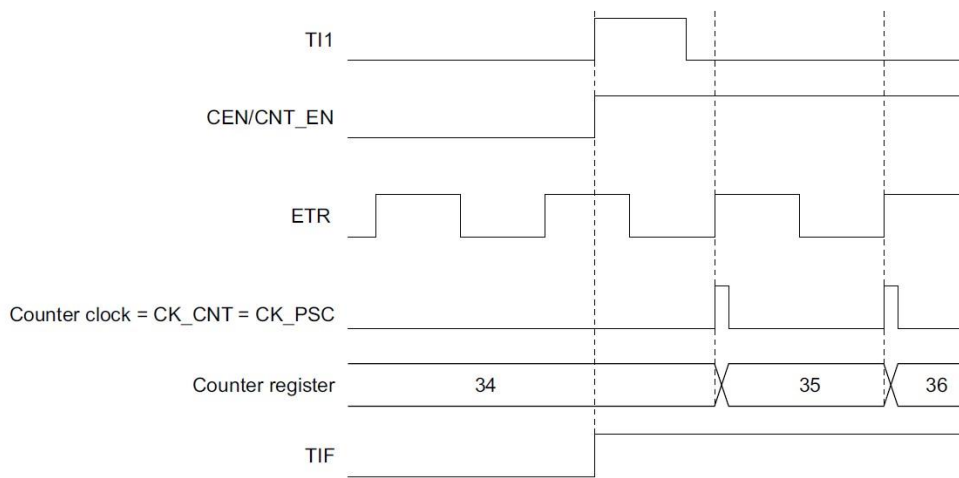 TI1
CEN/CNT_EN
ETR
Counter clock = CK_CNT = CK_PSC
Counter register 34 35 36
TIF